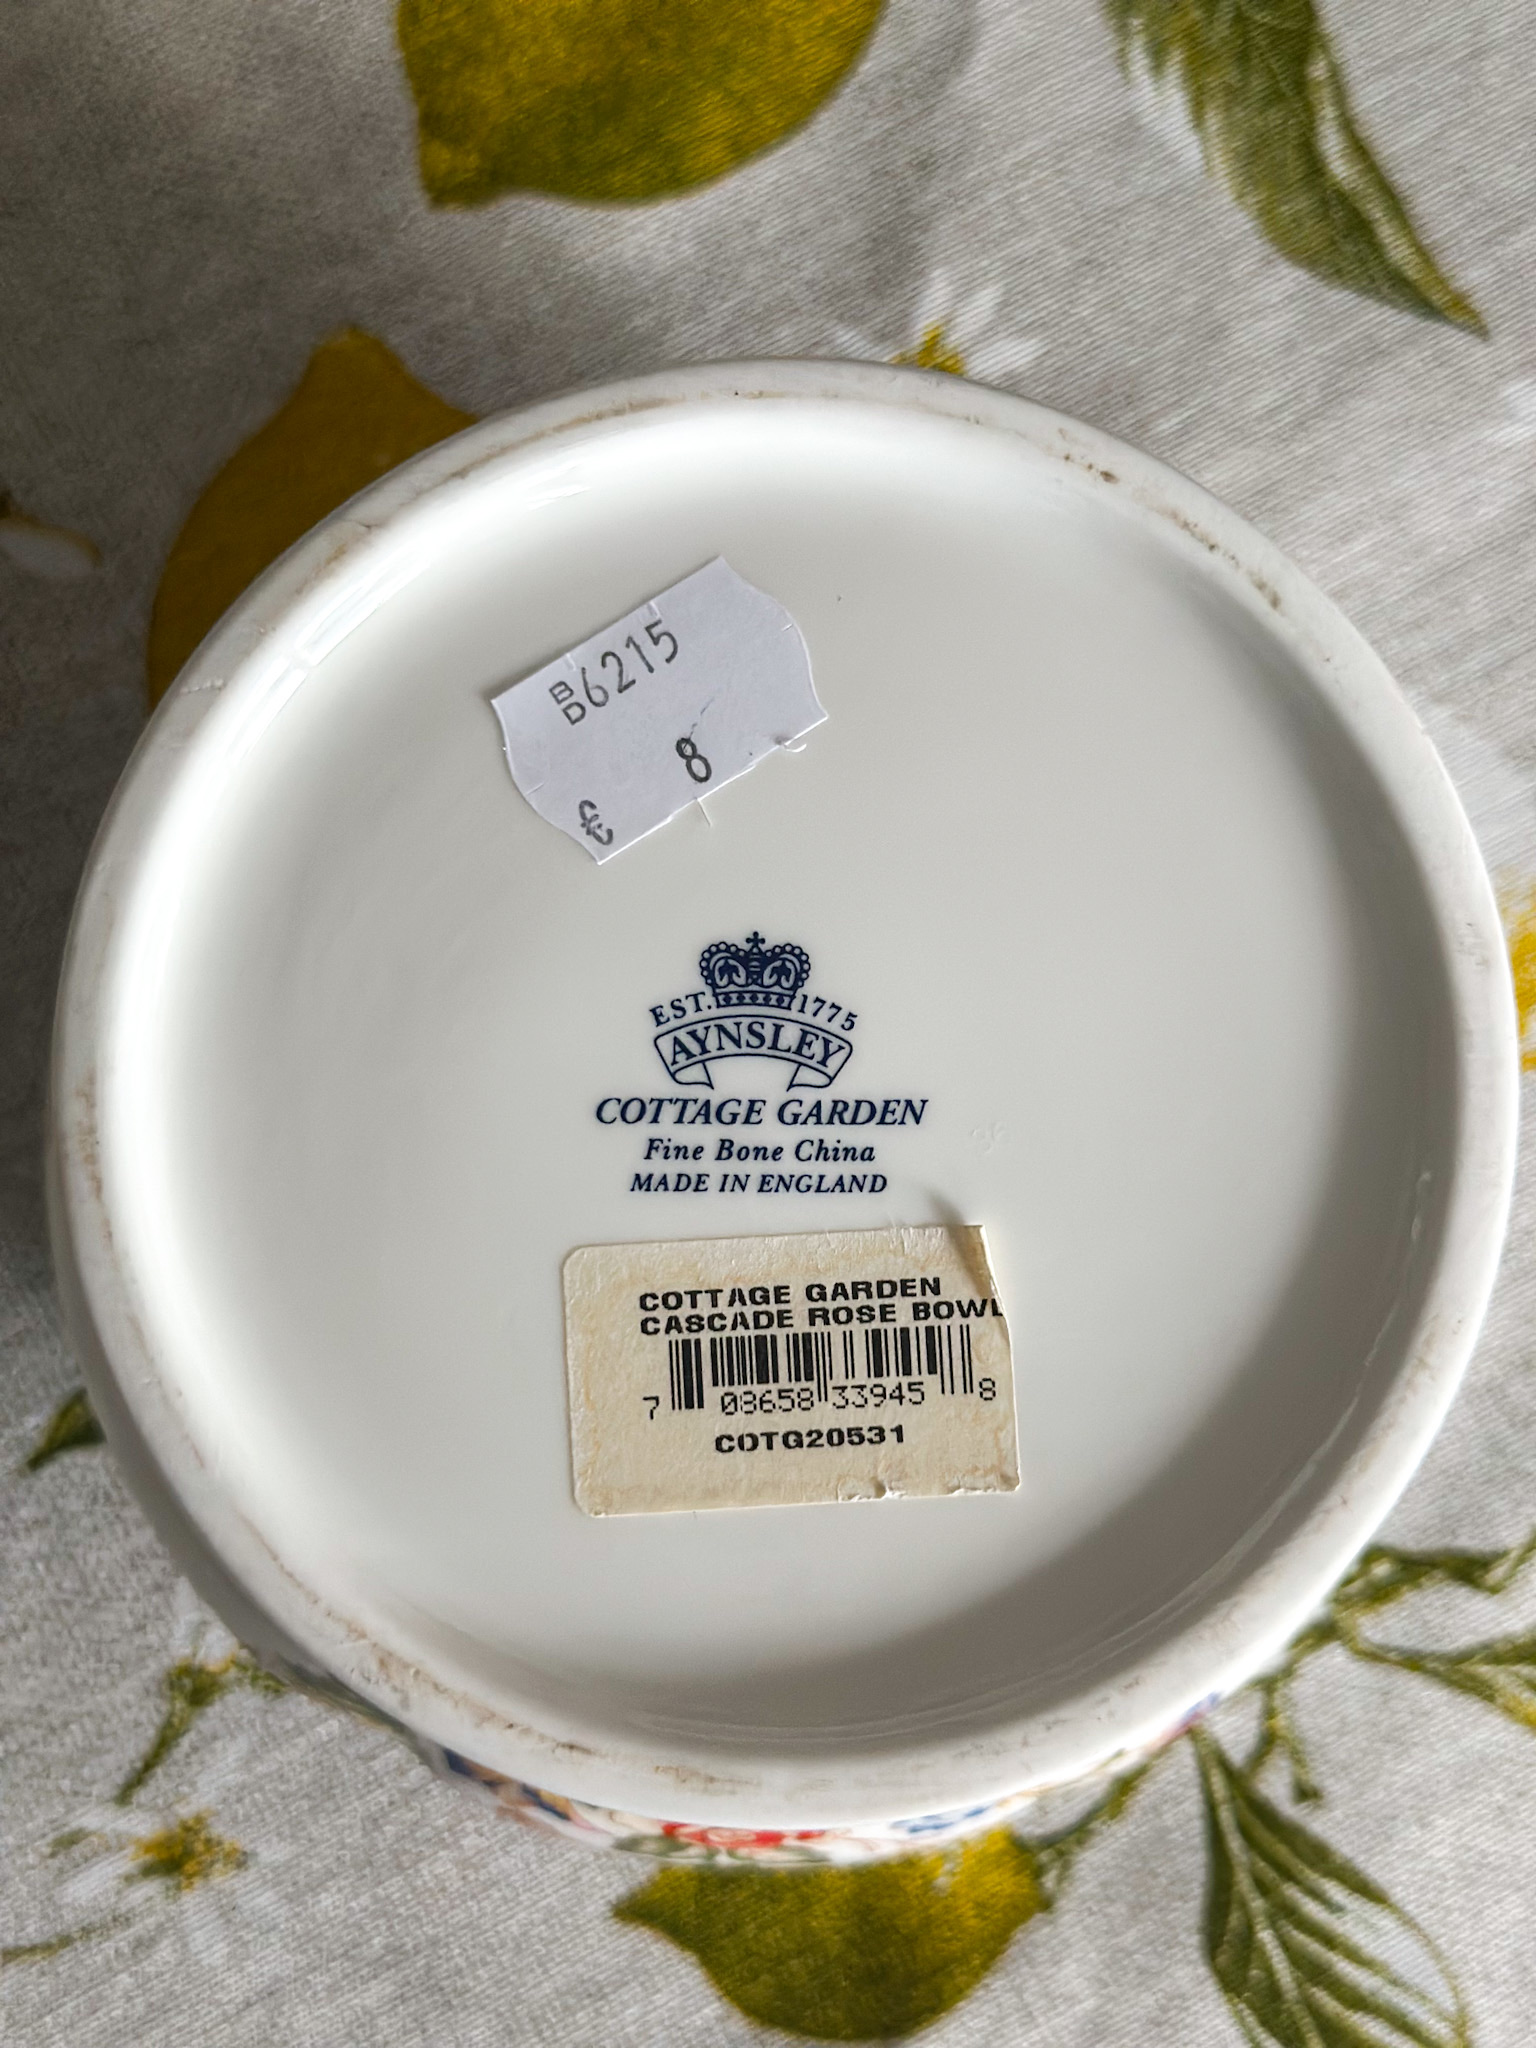 BD6215
8
€
EST. 1775
AYNSLEY
COTTAGE GARDEN
Fine Bone China
MADE IN ENGLAND
COTTAGE GARDEN
CASCADE ROSE BOWL
7 08658 33945 8
COTG20531